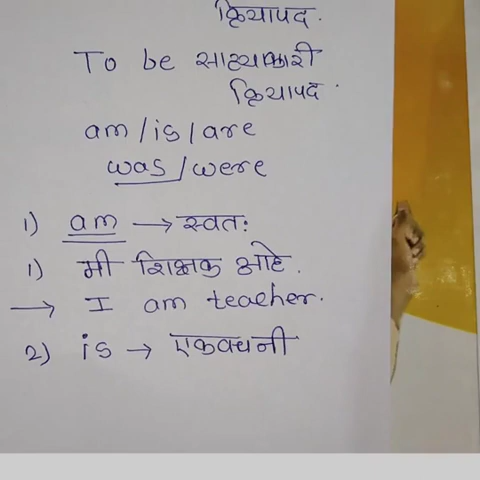 क्रियापद.
To be साह्यकारी
क्रियापद.
am/is/are
was/were
1) am → स्वतः
1) मी शिक्षक आहे.
→ I am teacher.
2) is → एकवचनी